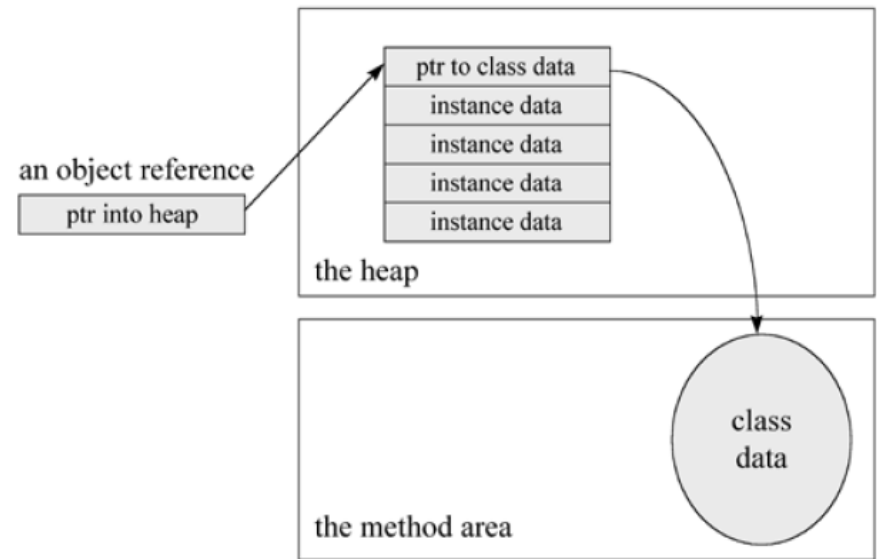 ptr to class data
instance data
instance data
instance data
instance data
an object reference
ptr into heap
the heap
class
data
the method area